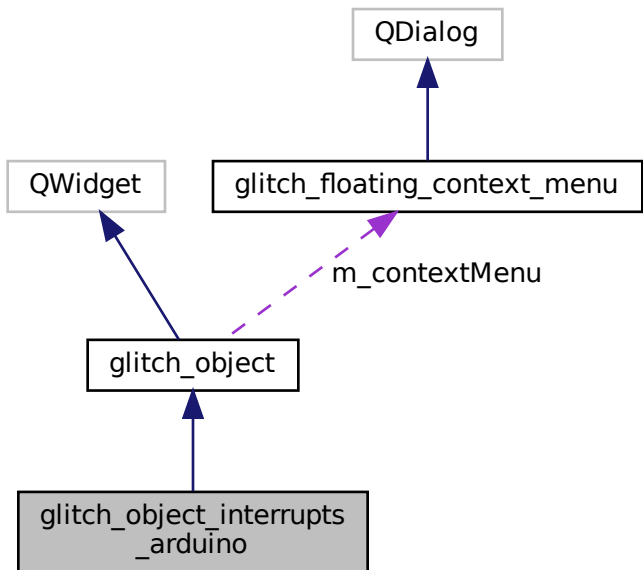 QDialog
QWidget
glitch_floating_context_menu
m_contextMenu
glitch_object
glitch_object_interrupts
_arduino